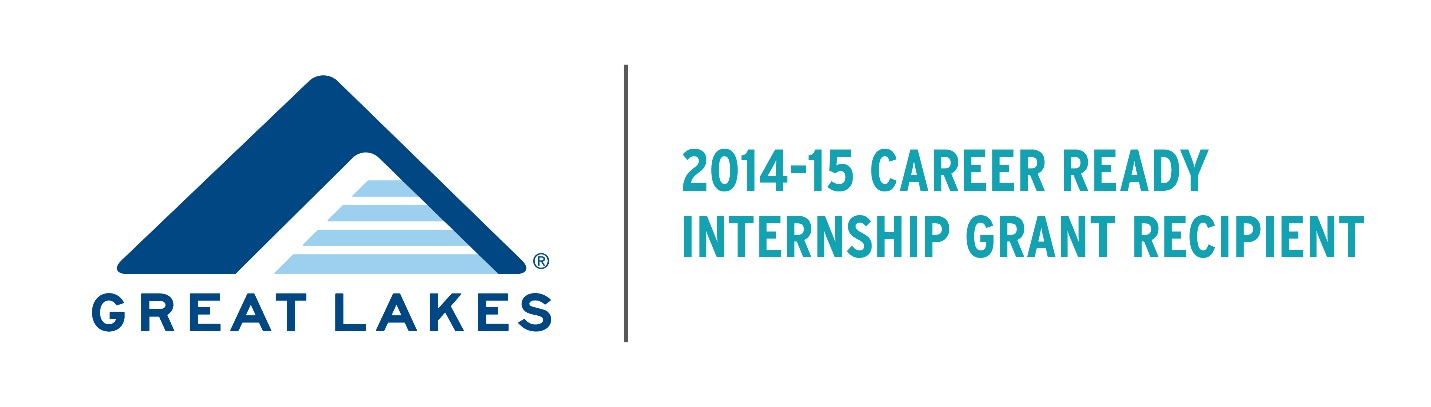 GREAT LAKES®
2014-15 CAREER READY
INTERNSHIP GRANT RECIPIENT